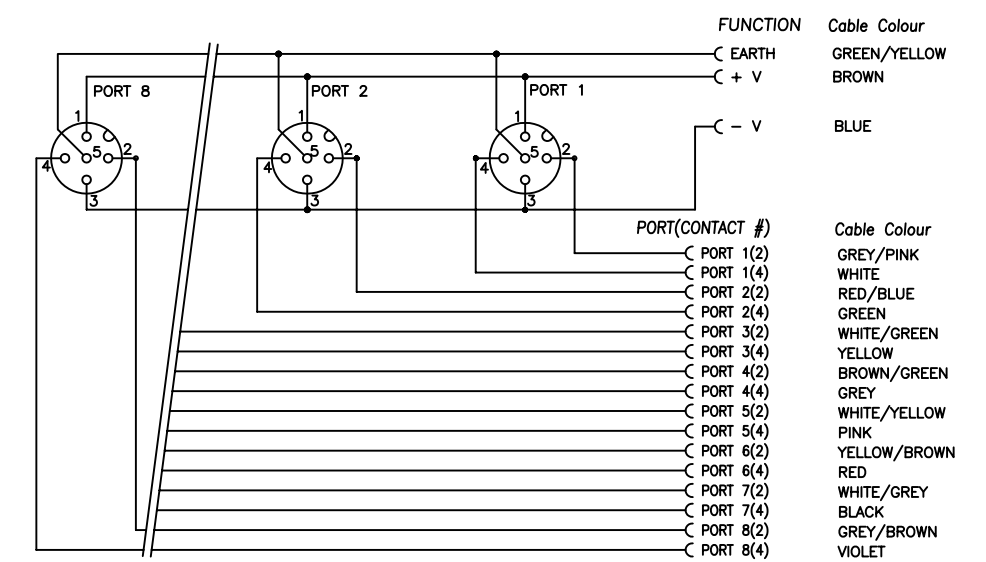 FUNCTION Cable Colour
EARTH GREEN/YELLOW
+ V BROWN
PORT 8 PORT 2 PORT 1
- V BLUE
1 2 3 4 5
1 2 3 4 5
1 2 3 4 5
PORT(CONTACT #) Cable Colour
PORT 1(2) GREY/PINK
PORT 1(4) WHITE
PORT 2(2) RED/BLUE
PORT 2(4) GREEN
PORT 3(2) WHITE/GREEN
PORT 3(4) YELLOW
PORT 4(2) BROWN/GREEN
PORT 4(4) GREY
PORT 5(2) WHITE/YELLOW
PORT 5(4) PINK
PORT 6(2) YELLOW/BROWN
PORT 6(4) RED
PORT 7(2) WHITE/GREY
PORT 7(4) BLACK
PORT 8(2) GREY/BROWN
PORT 8(4) VIOLET